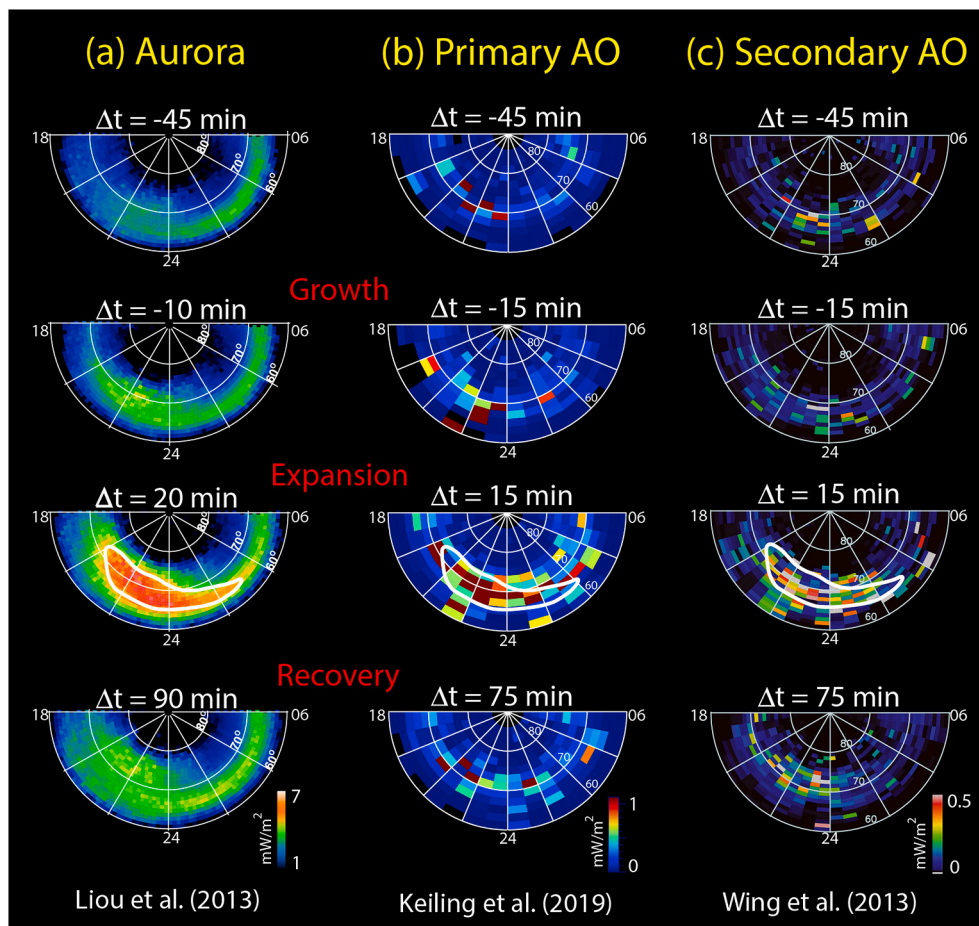 (a) Aurora (b) Primary AO (c) Secondary AO
Δt = -45 min Δt = -45 min Δt = -45 min
18 06 18 06 18 06
80° 70° 60° 80 70 60 80 70 60
24 24 24
Growth
Δt = -10 min Δt = -15 min Δt = -15 min
18 06 18 06 18 06
80° 70° 60° 80 70 60 80 70 60
24 24 24
Expansion
Δt = 20 min Δt = 15 min Δt = 15 min
18 06 18 06 18 06
80° 70° 60° 80 70 60 80 70 60
24 24 24
Recovery
Δt = 90 min Δt = 75 min Δt = 75 min
18 06 18 06 18 06
80° 70° 60° 80 70 60 80 70 60
24 24 24
7 1 0.5
mW/m² mW/m² mW/m²
1 0 0
Liou et al. (2013) Keiling et al. (2019) Wing et al. (2013)